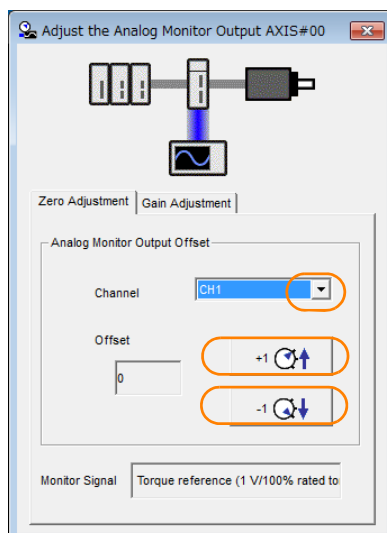 Adjust the Analog Monitor Output AXIS#00
Zero Adjustment Gain Adjustment
Analog Monitor Output Offset
Channel CH1
Offset
+1
0
-1
Monitor Signal Torque reference (1 V/100% rated to